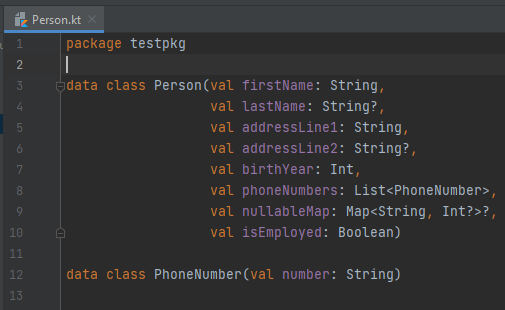 Person.kt
1 package testpkg
2
3 data class Person(val firstName: String,
4 val lastName: String?,
5 val addressLine1: String,
6 val addressLine2: String?,
7 val birthYear: Int,
8 val phoneNumbers: List<PhoneNumber>,
9 val nullableMap: Map<String, Int?>?,
10 val isEmployed: Boolean)
11
12 data class PhoneNumber(val number: String)
13